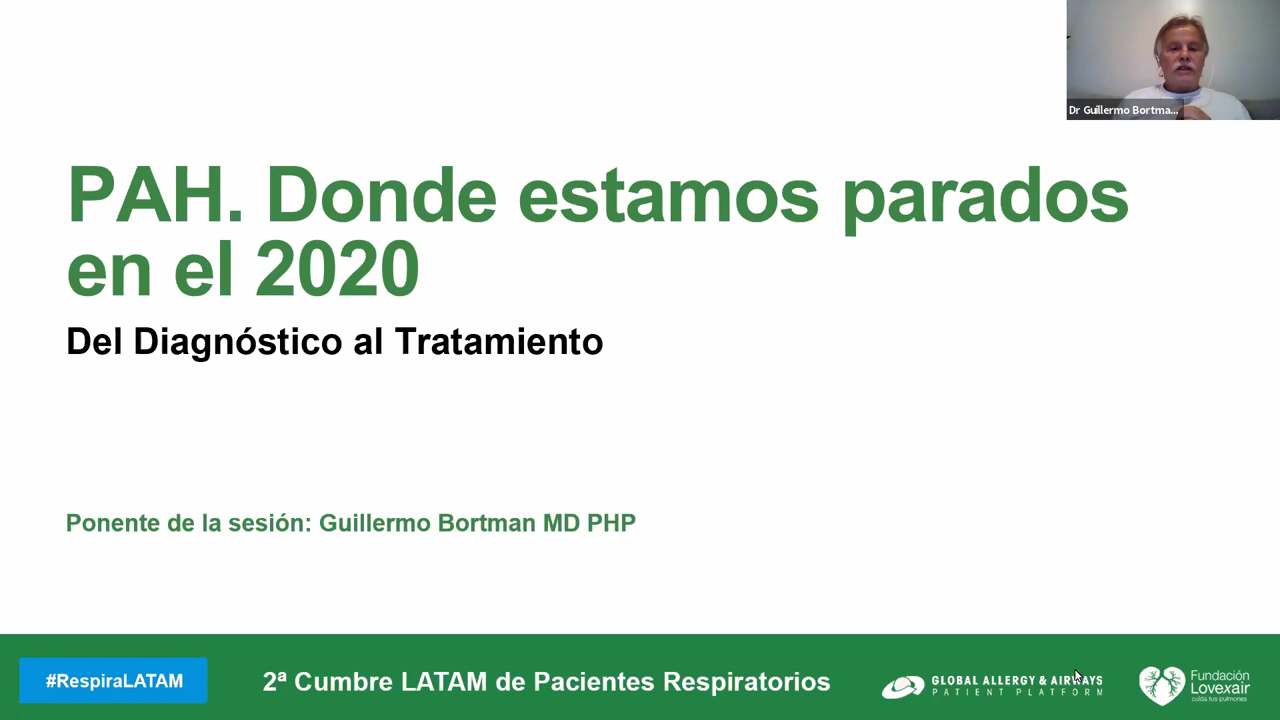 Dr Guillermo Bortma...
PAH. Donde estamos parados
en el 2020
Del Diagnóstico al Tratamiento
Ponente de la sesión: Guillermo Bortman MD PHP
#RespiraLATAM
2ª Cumbre LATAM de Pacientes Respiratorios
GLOBAL ALLERGY & AIRWAYS
PATIENT PLATFORM
Fundación
Lovexair
cuida tus pulmones